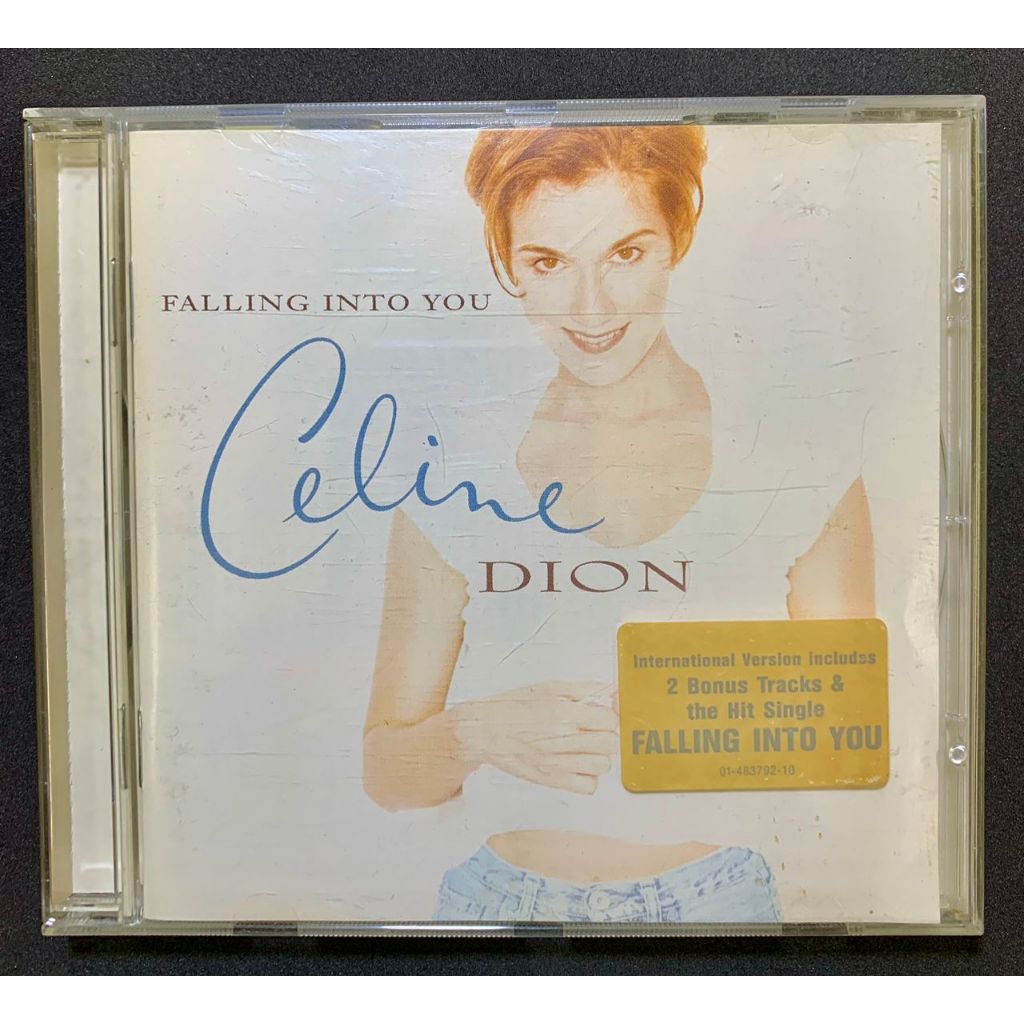 FALLING INTO YOU
Celine
DION
International Version includes
2 Bonus Tracks &
the Hit Single
FALLING INTO YOU
01-483792-10